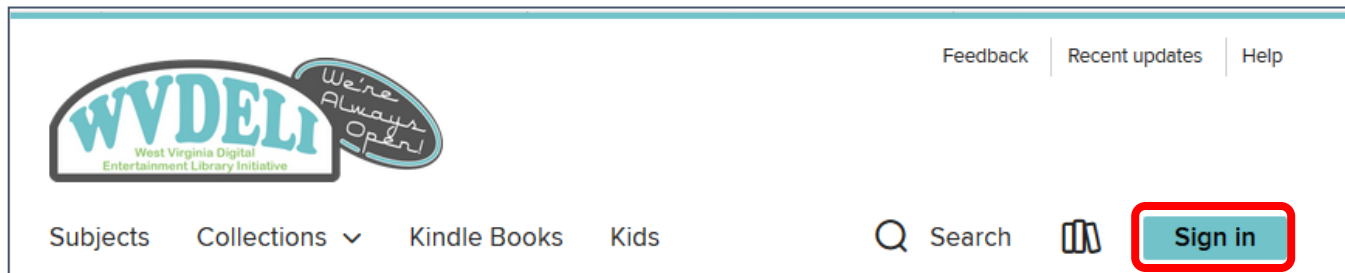 Feedback
Recent updates
Help
We're
Always
Open!
WVDELI
West Virginia Digital
Entertainment Library Initiative
Subjects
Collections
Kindle Books
Kids
Search
Sign in